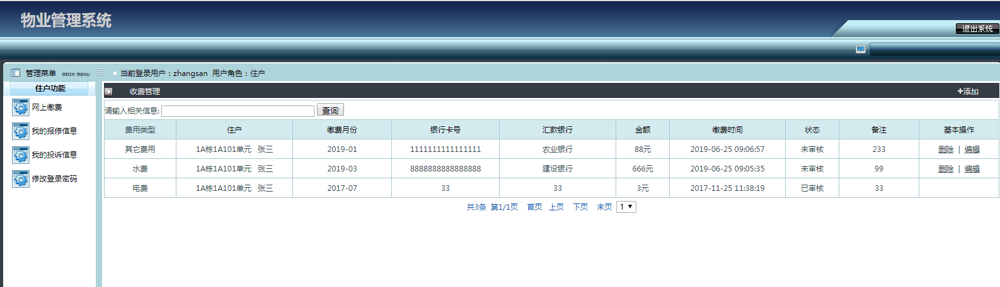 物业管理系统
退出系统
管理菜单 MAIN MENU
当前登录用户：zhangsan 用户角色：住户
住户功能
网上缴费
我的报修信息
我的投诉信息
修改登录密码
收费管理 添加
请输入相关信息: 查询
费用类型 住户 缴费月份 银行卡号 汇款银行 金额 缴费时间 状态 备注 基本操作
其它费用 1A栋1A101单元 张三 2019-01 1111111111111111 农业银行 88元 2019-06-25 09:06:57 未审核 233 删除 | 编辑
水费 1A栋1A101单元 张三 2019-03 8888888888888888 建设银行 666元 2019-06-25 09:05:35 未审核 99 删除 | 编辑
电费 1A栋1A101单元 张三 2017-07 33 33 3元 2017-11-25 11:38:19 已审核 33
共3条 第1/1页 首页 上页 下页 末页 1